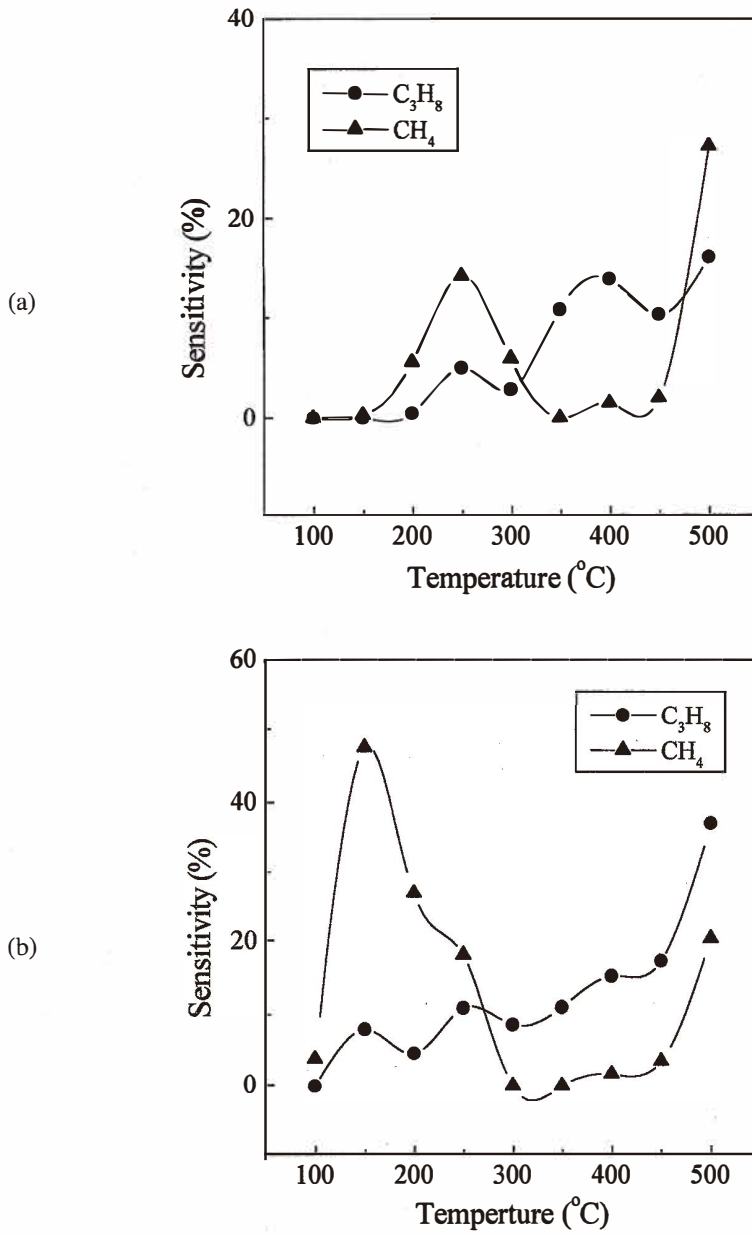 40
C₃H₈
CH₄
20
0
Sensitivity (%)
(a)
100 200 300 400 500
Temperature (°C)
60
C₃H₈
CH₄
40
20
0
Sensitivity (%)
(b)
100 200 300 400 500
Temperture (°C)